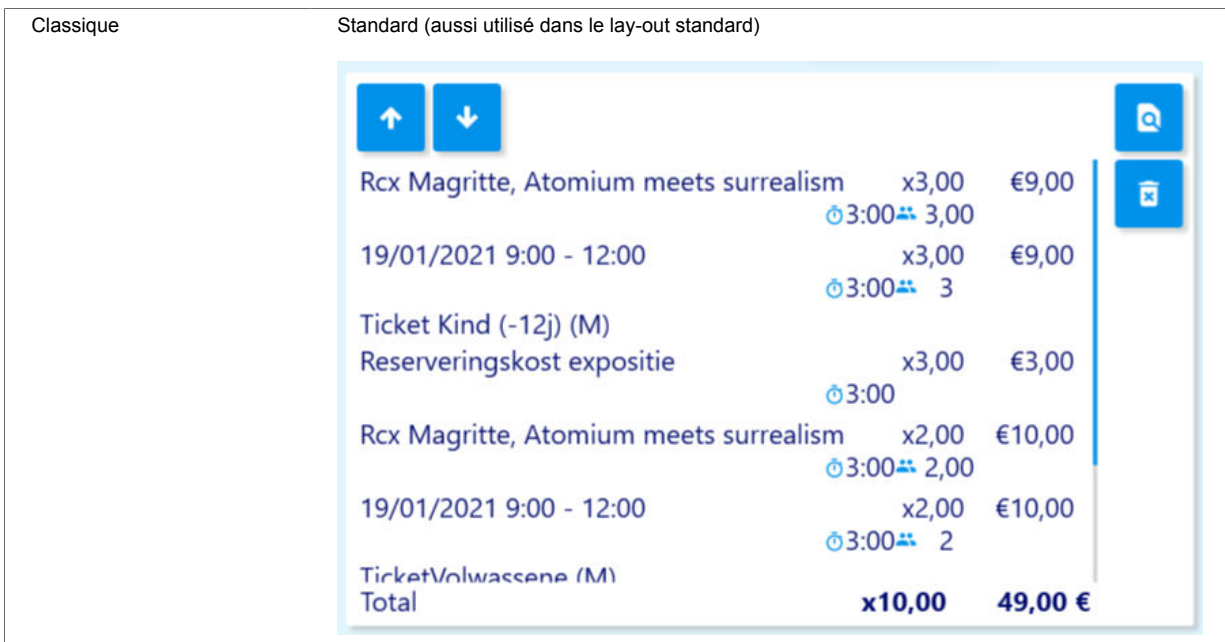 Classique
Standard (aussi utilisé dans le lay-out standard)
Rcx Magritte, Atomium meets surrealism x3,00 €9,00
3:00 3,00
19/01/2021 9:00 - 12:00 x3,00 €9,00
3:00 3
Ticket Kind (-12j) (M)
Reserveringskost expositie x3,00 €3,00
3:00
Rcx Magritte, Atomium meets surrealism x2,00 €10,00
3:00 2,00
19/01/2021 9:00 - 12:00 x2,00 €10,00
3:00 2
TicketVolwassene (M)
Total x10,00 49,00 €